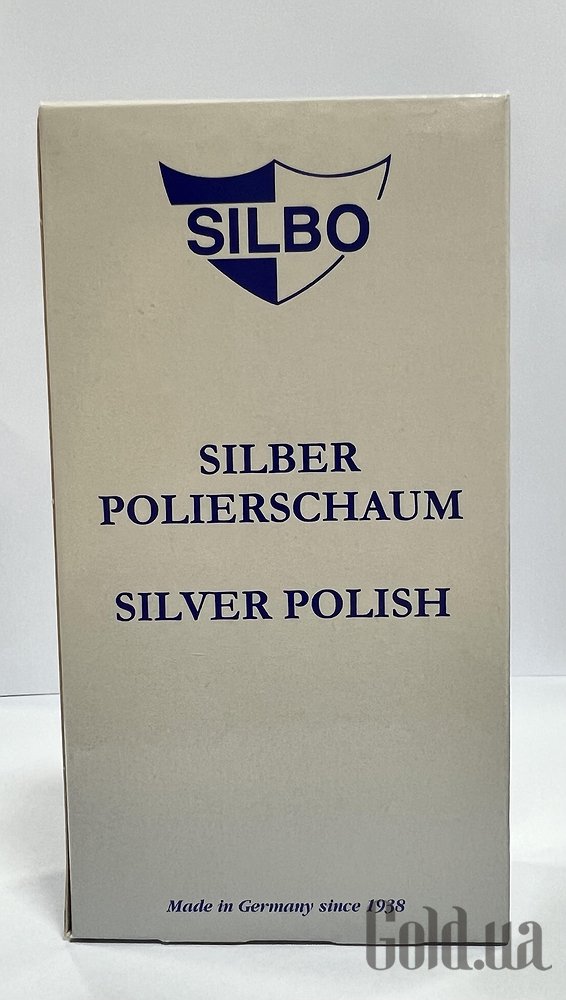 SILBO
SILBER
POLIERSCHAUM
SILVER POLISH
Made in Germany since 1938
Gold.ua